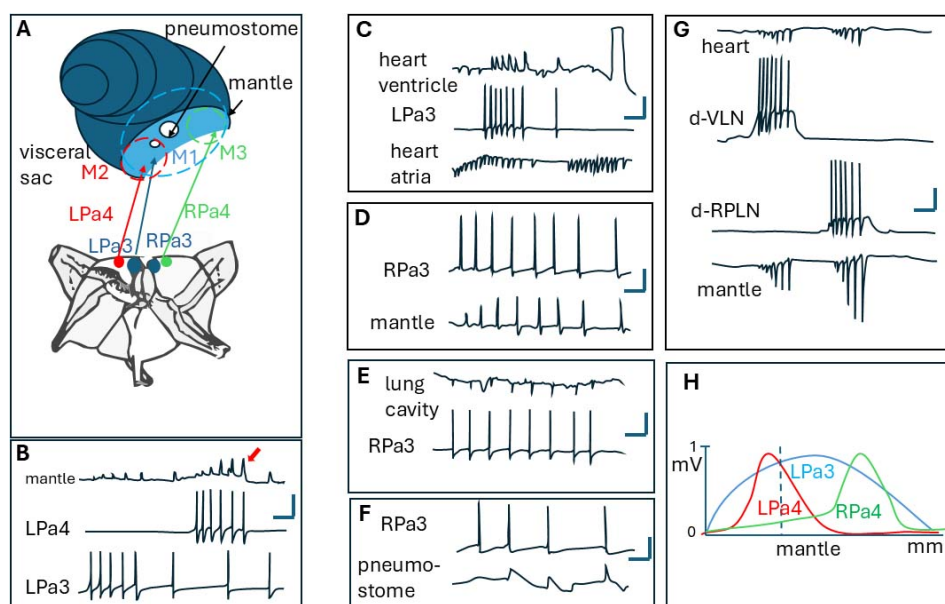 A
pneumostome
mantle
visceral
sac
M1
M2
M3
LPa4
RPa4
LPa3
RPa3
B
mantle
LPa4
LPa3
C
heart
ventricle
LPa3
heart
atria
D
RPa3
mantle
E
lung
cavity
RPa3
F
RPa3
pneumo-
stome
G
heart
d-VLN
d-RPLN
mantle
H
1
mV
0
LPa3
LPa4
RPa4
mantle
mm